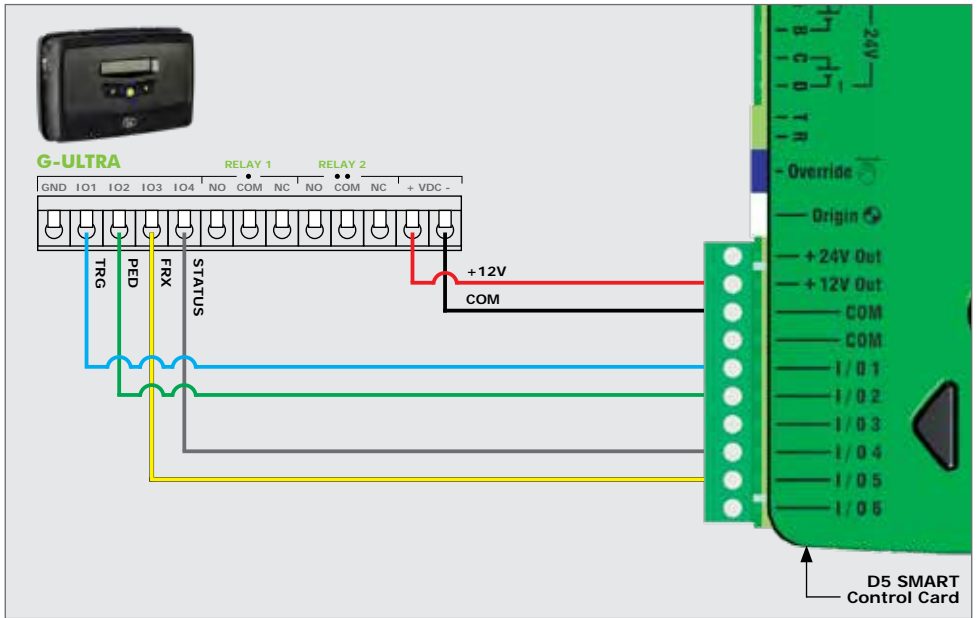 G-ULTRA
RELAY 1
RELAY 2
GND IO1 IO2 IO3 IO4 NO COM NC NO COM NC + VDC -
TRG
PED
FRX
STATUS
+12V
COM
B
C
D
24V
T
R
Override
Origin
+24V Out
+12V Out
COM
COM
I/O 1
I/O 2
I/O 3
I/O 4
I/O 5
I/O 6
D5 SMART
Control Card